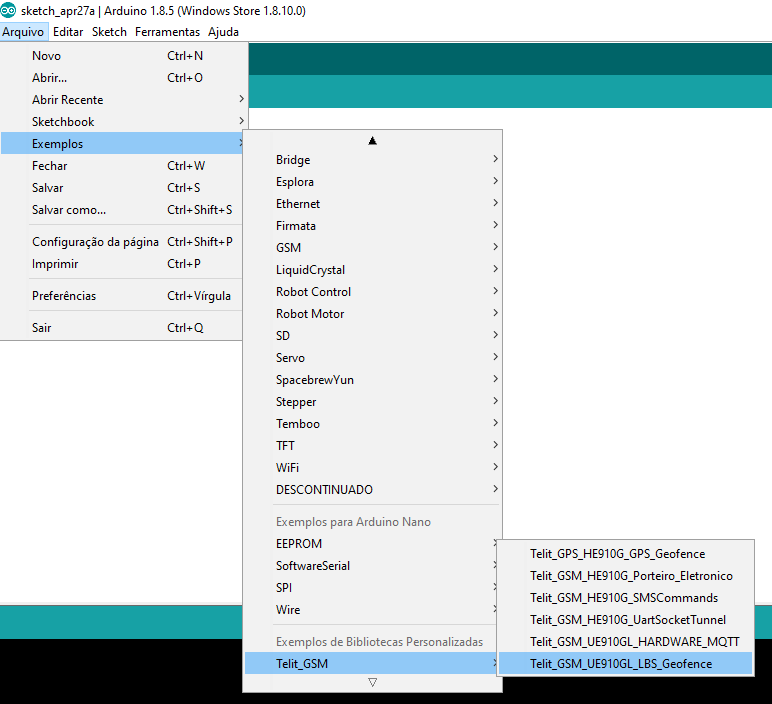 sketch_apr27a | Arduino 1.8.5 (Windows Store 1.8.10.0)
Arquivo Editar Sketch Ferramentas Ajuda
Novo Ctrl+N
Abrir... Ctrl+O
Abrir Recente
Sketchbook
Exemplos
Fechar Ctrl+W
Salvar Ctrl+S
Salvar como... Ctrl+Shift+S
Configuração da página Ctrl+Shift+P
Imprimir Ctrl+P
Preferências Ctrl+Vírgula
Sair Ctrl+Q
Bridge
Esplora
Ethernet
Firmata
GSM
LiquidCrystal
Robot Control
Robot Motor
SD
Servo
SpacebrewYun
Stepper
Temboo
TFT
WiFi
DESCONTINUADO
Exemplos para Arduino Nano
EEPROM
SoftwareSerial
SPI
Wire
Exemplos de Bibliotecas Personalizadas
Telit_GSM
Telit_GPS_HE910G_GPS_Geofence
Telit_GSM_HE910G_Porteiro_Eletronico
Telit_GSM_HE910G_SMSCommands
Telit_GSM_HE910G_UartSocketTunnel
Telit_GSM_UE910GL_HARDWARE_MQTT
Telit_GSM_UE910GL_LBS_Geofence